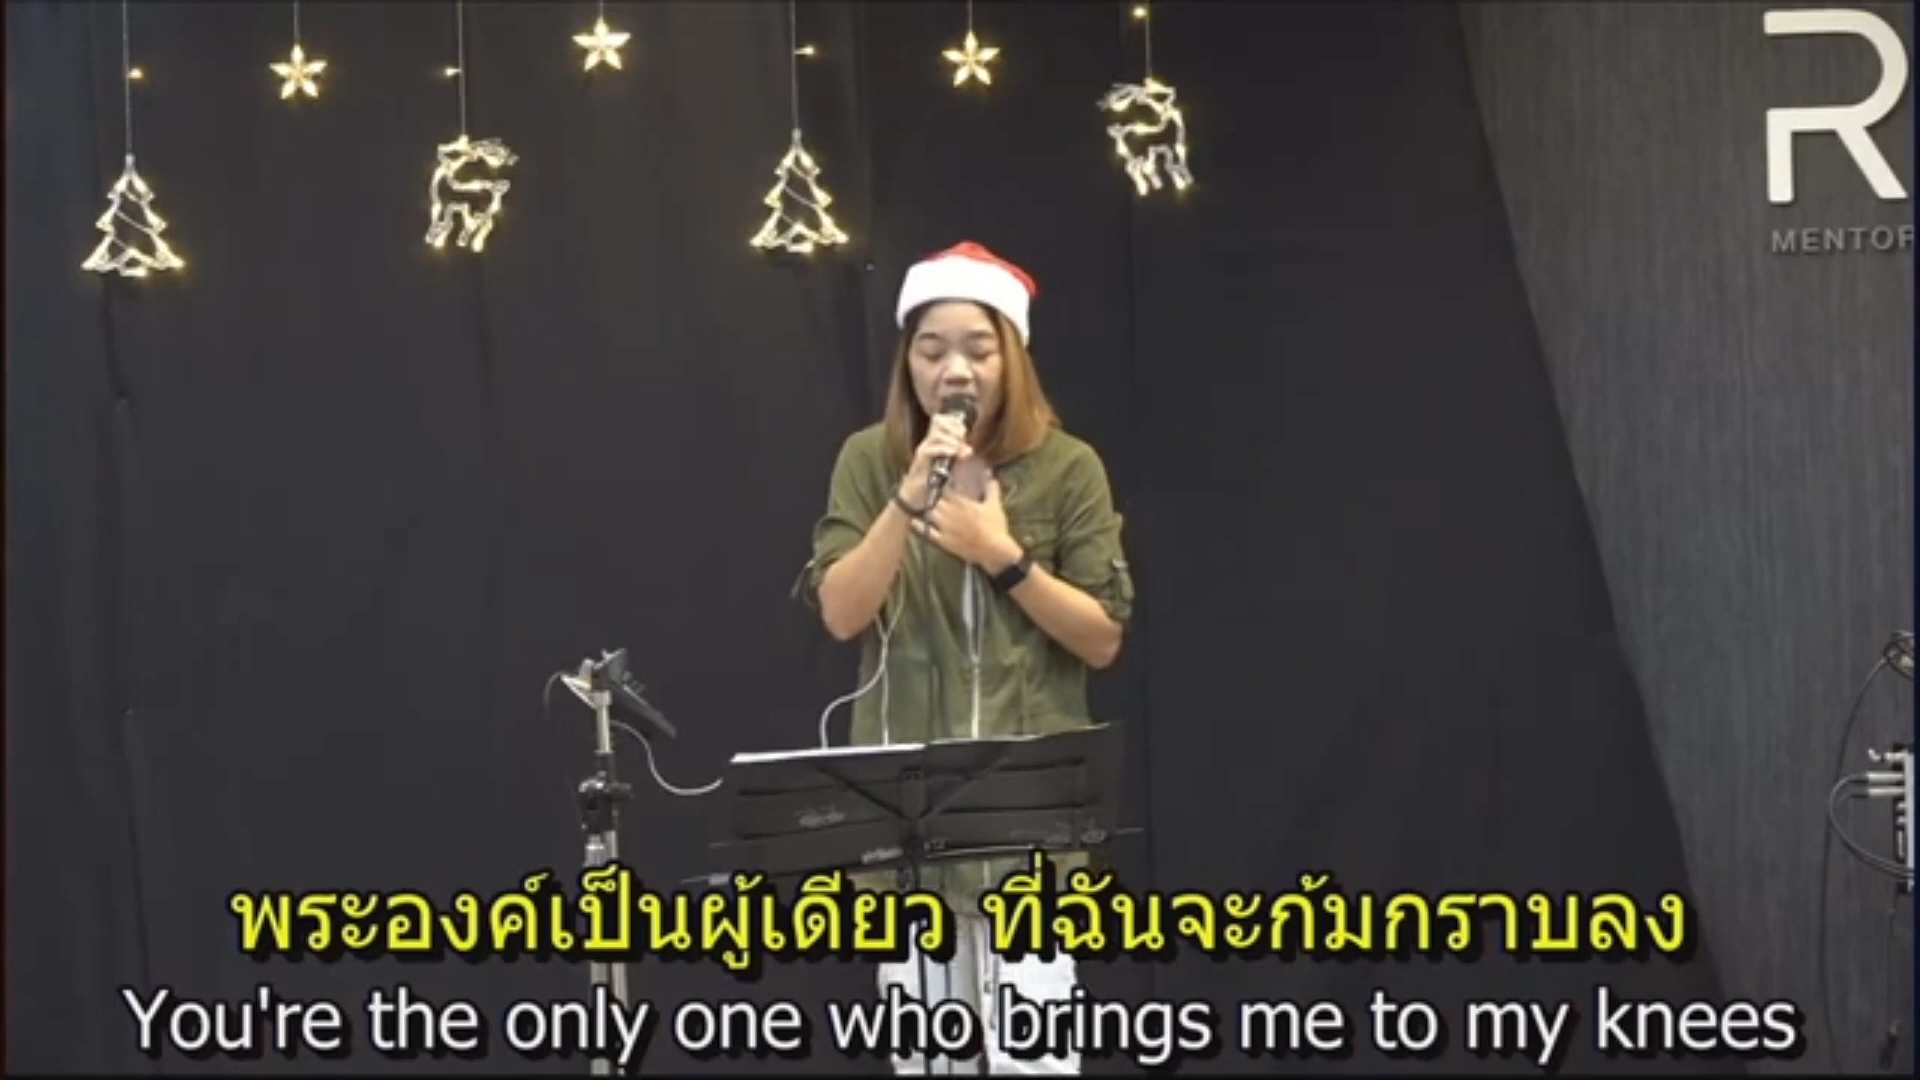 R
พระองค์เป็นผู้เดียว ที่ฉันจะก้มกราบลง
You're the only one who brings me to my knees